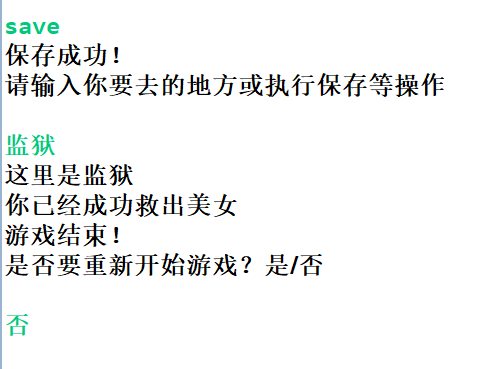 save
保存成功！
请输入你要去的地方或执行保存等操作
监狱
这里是监狱
你已经成功救出美女
游戏结束！
是否要重新开始游戏？是/否
否